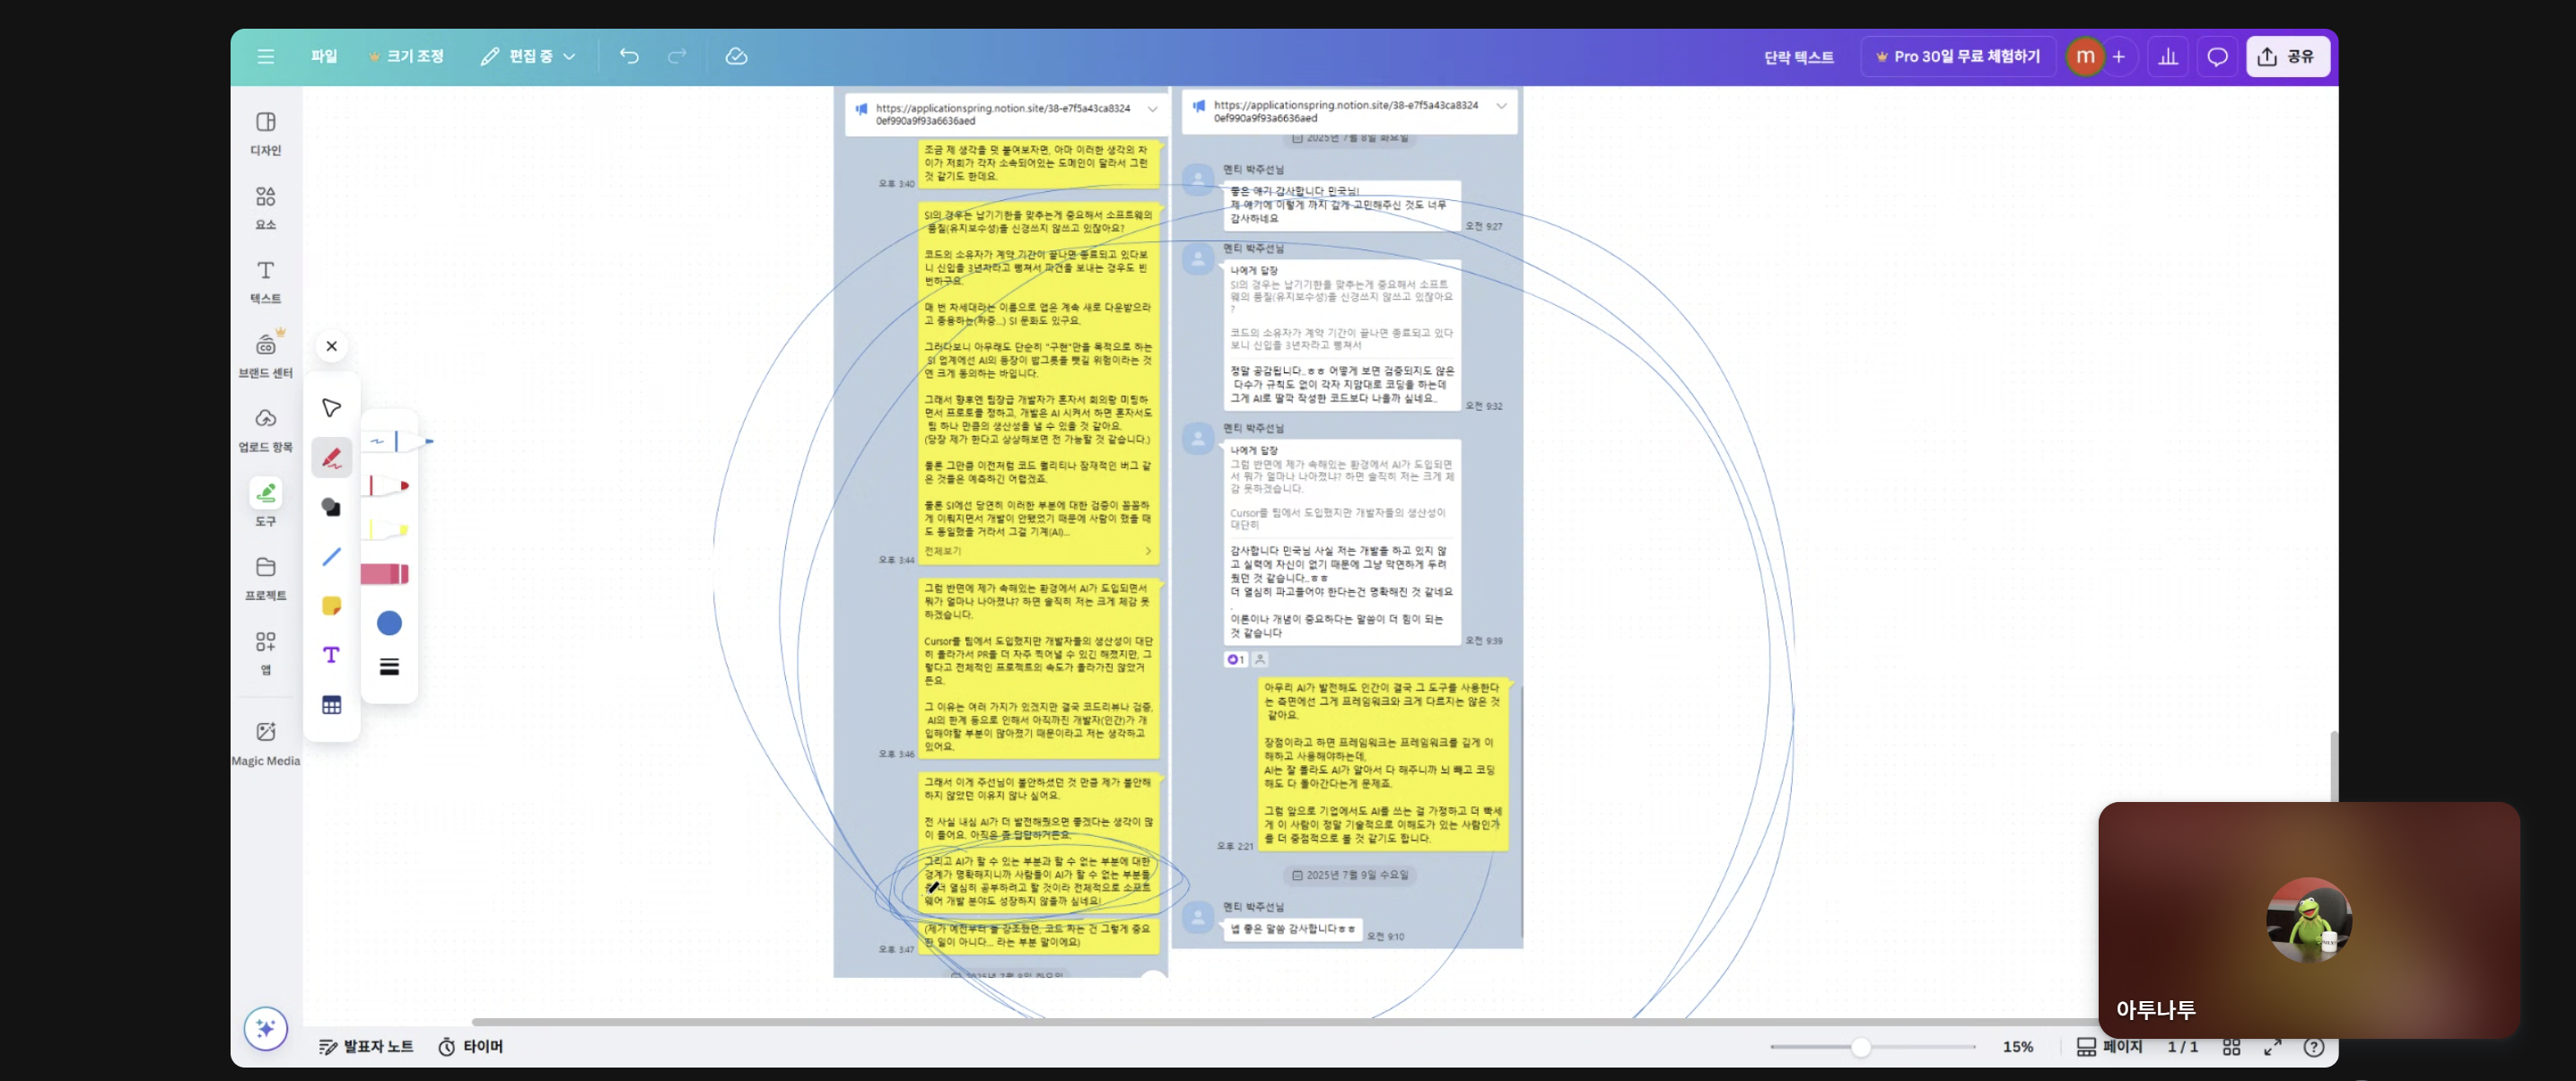 파일
크기 조정
편집 중
단락 텍스트
Pro 30일 무료 체험하기
m
공유
디자인
요소
텍스트
브랜드 센터
업로드 항목
도구
프로젝트
앱
Magic Media
https://applicationspring.notion.site/38-e7f5a43ca8324
0ef990a9f93a6636aed
조금 제 생각을 덧 붙여보자면, 아마 이러한 생각의 차
이가 저희가 각자 소속되어있는 도메인이 달라서 그런
것 같기도 한데요.
오후 3:40
SI의 경우는 납기기한을 맞추는게 중요해서 소프트웨의
품질(유지보수성)을 신경쓰지 않쓰고 있잖아요?
코드의 소유자가 계약 기간이 끝나면 종료되고 있다보
니 신입을 3년차라고 뻥쳐서 파견을 보내는 경우도 빈
번하구요.
매 번 차세대라는 이름으로 앱은 계속 새로 다운받으라
고 종용하는(짜증...) SI 문화도 있구요.
그러다보니 아무래도 단순히 "구현"만을 목적으로 하는
SI 업계에선 AI의 등장이 밥그릇을 뺏길 위험이라는 것
엔 크게 동의하는 바입니다.
그래서 향후엔 팀장급 개발자가 혼자서 회의랑 미팅하
면서 프로토를 정하고, 개발은 AI 시켜서 하면 혼자서도
팀 하나 만큼의 생산성을 낼 수 있을 것 같아요.
(당장 제가 한다고 상상해보면 전 가능할 것 같습니다.)
물론 그만큼 이전처럼 코드 퀄리티나 잠재적인 버그 같
은 것들은 예측하긴 어렵겠죠.
물론 SI에선 당연히 이러한 부분에 대한 검증이 꼼꼼하
게 이뤄지면서 개발이 안됐었기 때문에 사람이 했을 때
도 동일했을 거라서 그걸 기계(AI)...
전체보기
오후 3:44
그럼 반면에 제가 속해있는 환경에서 AI가 도입되면서
뭐가 얼마나 나아졌냐? 하면 솔직히 저는 크게 체감 못
하겠습니다.
Cursor를 팀에서 도입했지만 개발자들의 생산성이 대단
히 올라가서 PR을 더 자주 찍어낼 수 있긴 해졌지만, 그
렇다고 전체적인 프로젝트의 속도가 올라가진 않았거
든요.
그 이유는 여러 가지가 있겠지만 결국 코드리뷰나 검증,
AI의 한계 등으로 인해서 아직까진 개발자(인간)가 개
입해야할 부분이 많아졌기 때문이라고 저는 생각하고
있어요.
오후 3:46
그래서 이게 주선님이 불안하셨던 것 만큼 제가 불안해
하지 않았던 이유지 않나 싶어요.
전 사실 내심 AI가 더 발전해줬으면 좋겠다는 생각이 많
이 들어요. 아직은 좀 답답하거든요.
그리고 AI가 할 수 있는 부분과 할 수 없는 부분에 대한
경계가 명확해지니까 사람들이 AI가 할 수 없는 부분들
더 열심히 공부하려고 할 것이라 전체적으로 소프트
웨어 개발 분야도 성장하지 않을까 싶네요!
(제가 예전부터 늘 강조했던, 코드 짜는 건 그렇게 중요
한 일이 아니다... 라는 부분 말이에요)
오후 3:47
2025년 7월 8일 화요일
https://applicationspring.notion.site/38-e7f5a43ca8324
0ef990a9f93a6636aed
2025년 7월 8일 화요일
멘티 박주선님
좋은 얘기 감사합니다 민국님!
제 얘기에 이렇게 까지 길게 고민해주신 것도 너무
감사하네요
오전 9:27
멘티 박주선님
나에게 답장
SI의 경우는 납기기한을 맞추는게 중요해서 소프트
웨의 품질(유지보수성)을 신경쓰지 않쓰고 있잖아요
?
코드의 소유자가 계약 기간이 끝나면 종료되고 있다
보니 신입을 3년차라고 뻥쳐서
정말 공감됩니다..ㅎㅎ 어떻게 보면 검증되지도 않은
다수가 규칙도 없이 각자 지맘대로 코딩을 하는데
그게 AI로 딸깍 작성한 코드보다 나을까 싶네요..
오전 9:32
멘티 박주선님
나에게 답장
그럼 반면에 제가 속해있는 환경에서 AI가 도입되면
서 뭐가 얼마나 나아졌냐? 하면 솔직히 저는 크게 체
감 못하겠습니다.
Cursor를 팀에서 도입했지만 개발자들의 생산성이
대단히
감사합니다 민국님 사실 저는 개발을 하고 있지 않
고 실력에 자신이 없기 때문에 그냥 막연하게 두려
웠던 것 같습니다..ㅎㅎ
더 열심히 파고들어야 한다는건 명확해진 것 같네요
.
이론이나 개념이 중요하다는 말씀이 더 힘이 되는
것 같습니다
오전 9:39
1
아무리 AI가 발전해도 인간이 결국 그 도구를 사용한다
는 측면에선 그게 프레임워크와 크게 다르지는 않은 것
같아요.
장점이라고 하면 프레임워크는 프레임워크를 깊게 이
해하고 사용해야하는데,
AI는 잘 몰라도 AI가 알아서 다 해주니까 뇌 빼고 코딩
해도 다 돌아간다는게 문제죠.
그럼 앞으로 기업에서도 AI를 쓰는 걸 가정하고 더 빡세
게 이 사람이 정말 기술적으로 이해도가 있는 사람인가
를 더 중점적으로 볼 것 같기도 합니다.
오후 2:21
2025년 7월 9일 수요일
멘티 박주선님
넵 좋은 말씀 감사합니다ㅎㅎ
오전 9:10
아투나투
발표자 노트
타이머
15%
페이지
1 / 1